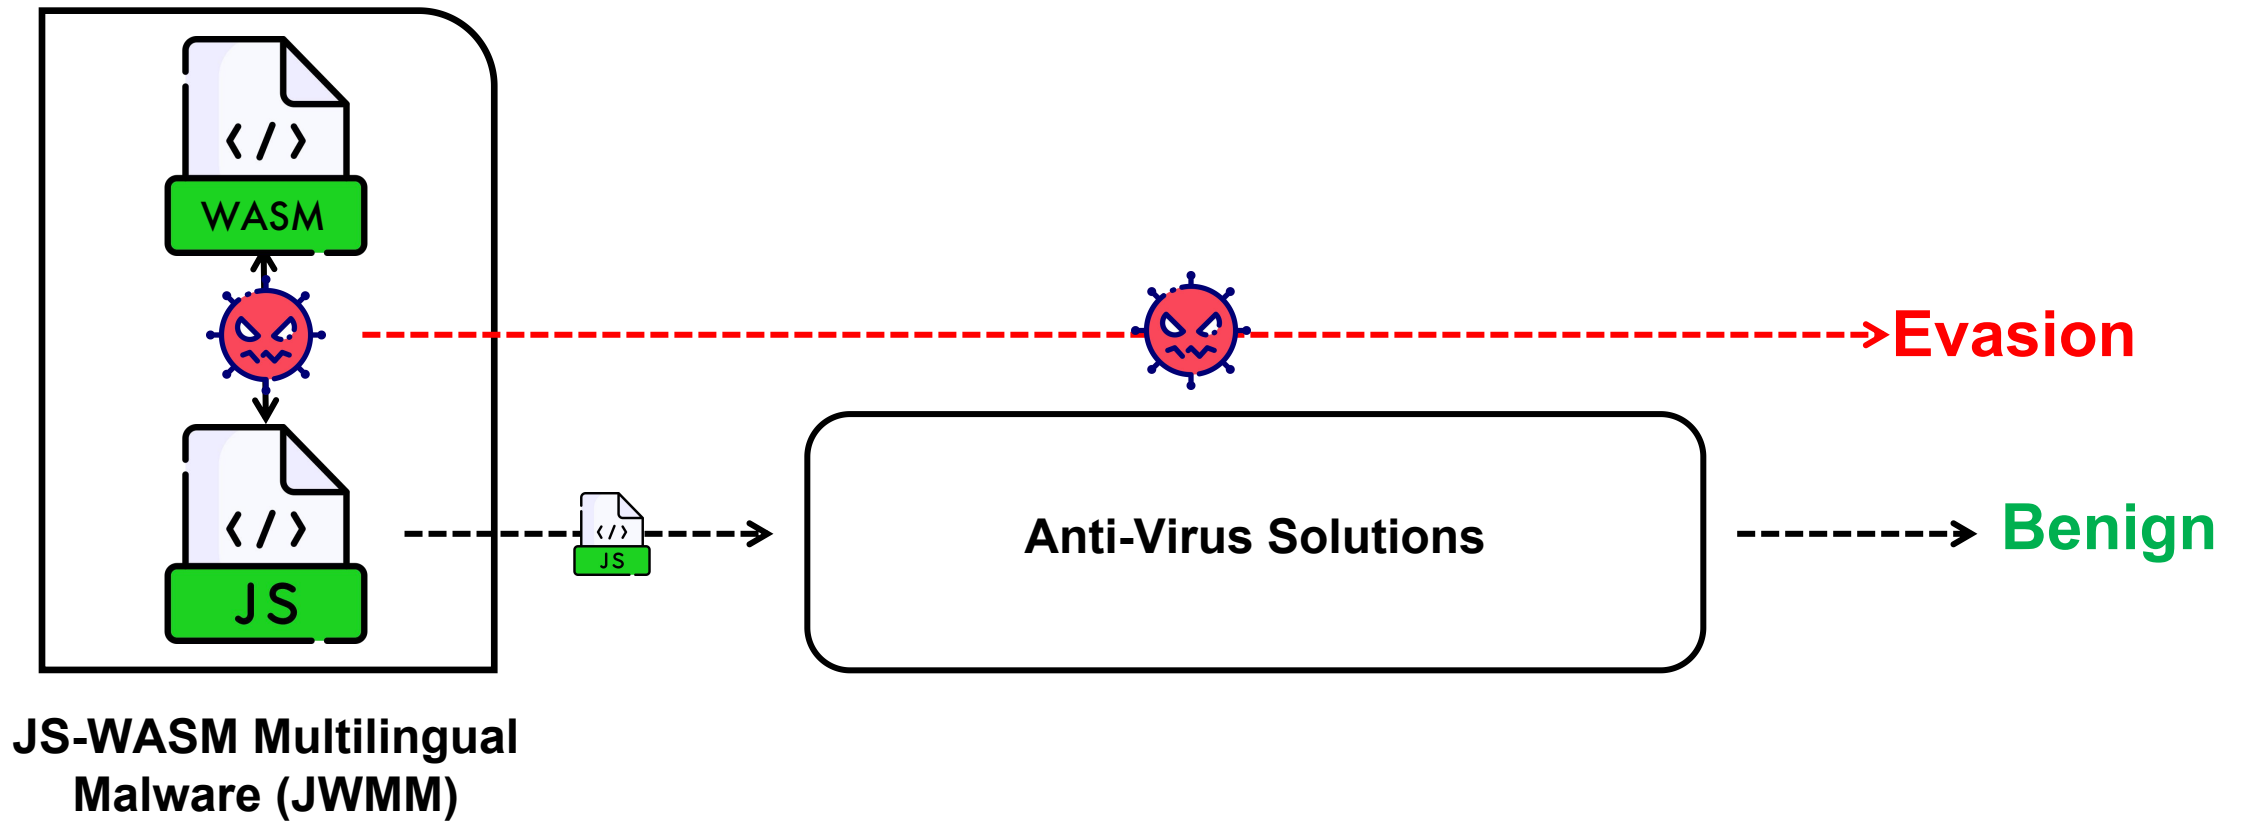 </>
WASM
Evasion
</>
JS
</>
JS
Anti-Virus Solutions
Benign
JS-WASM Multilingual
Malware (JWMM)